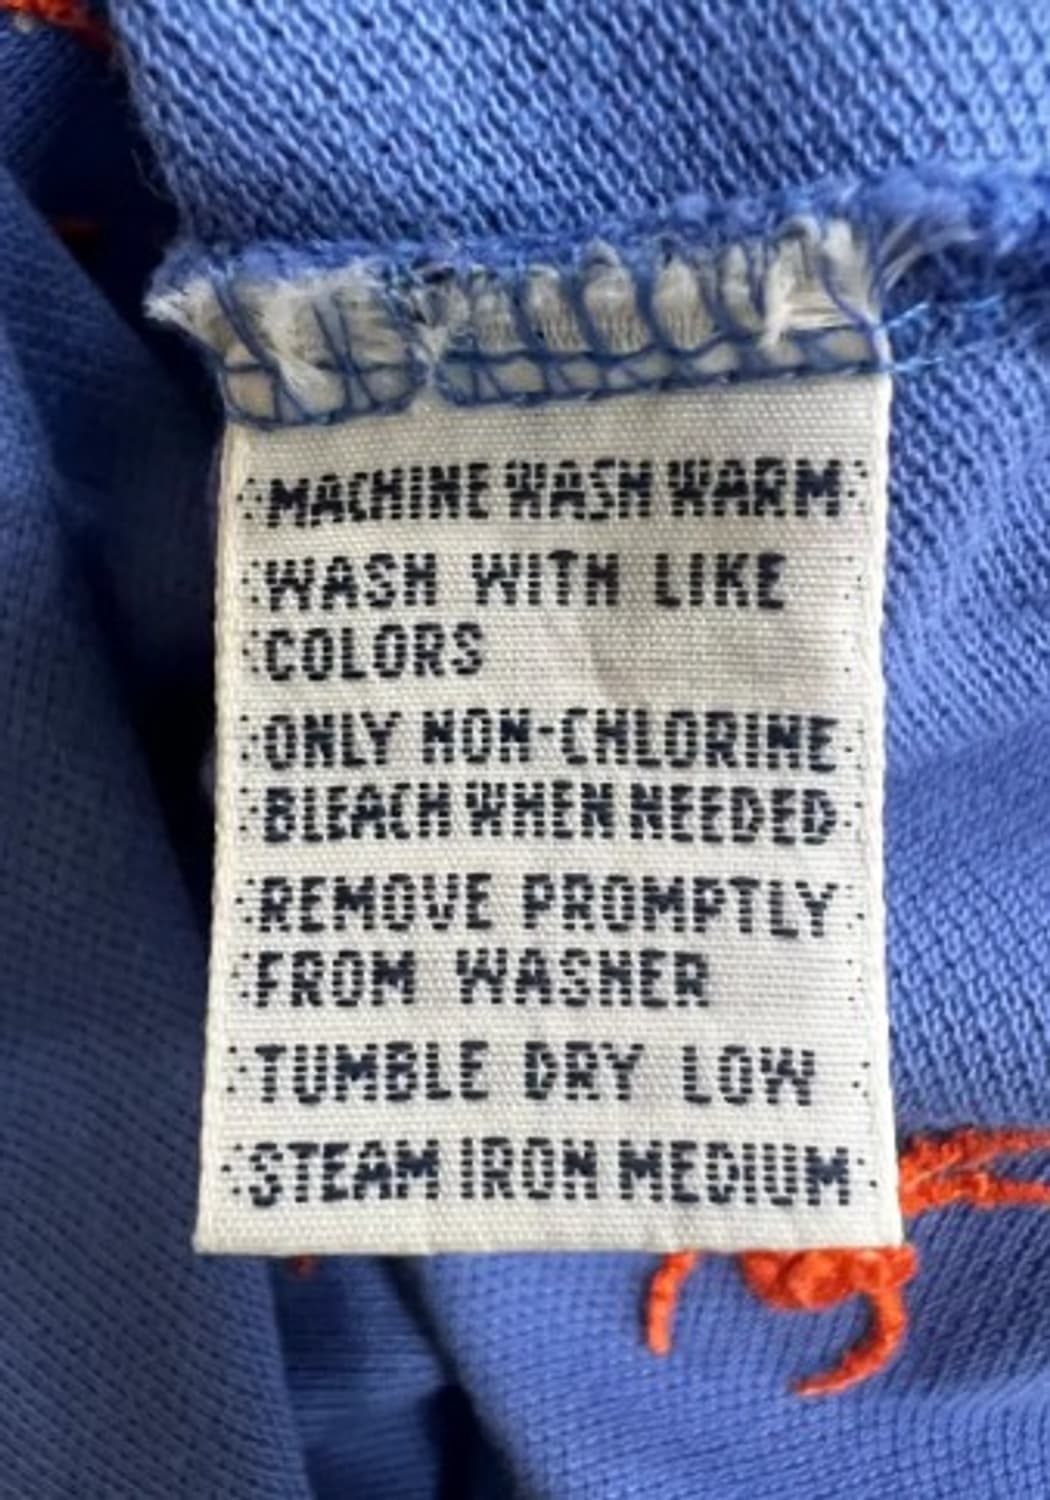 MACHINE WASH WARM
WASH WITH LIKE
COLORS
ONLY NON-CHLORINE
BLEACH WHEN NEEDED
REMOVE PROMPTLY
FROM WASHER
TUMBLE DRY LOW
STEAM IRON MEDIUM